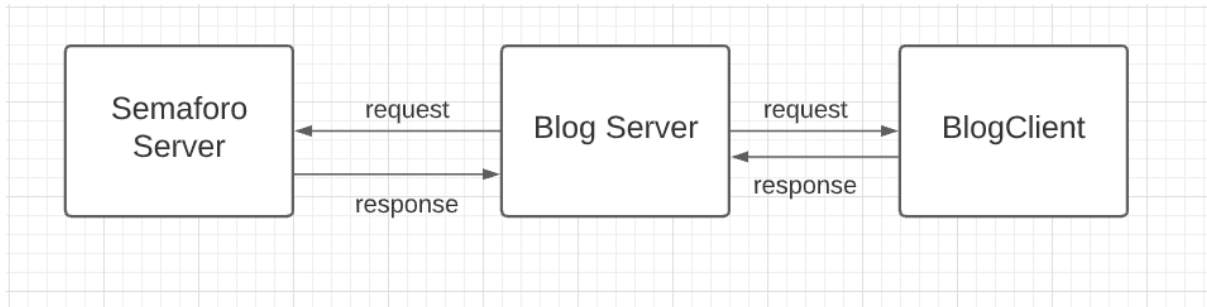 Semaforo
Server
request
response
Blog Server
request
response
BlogClient